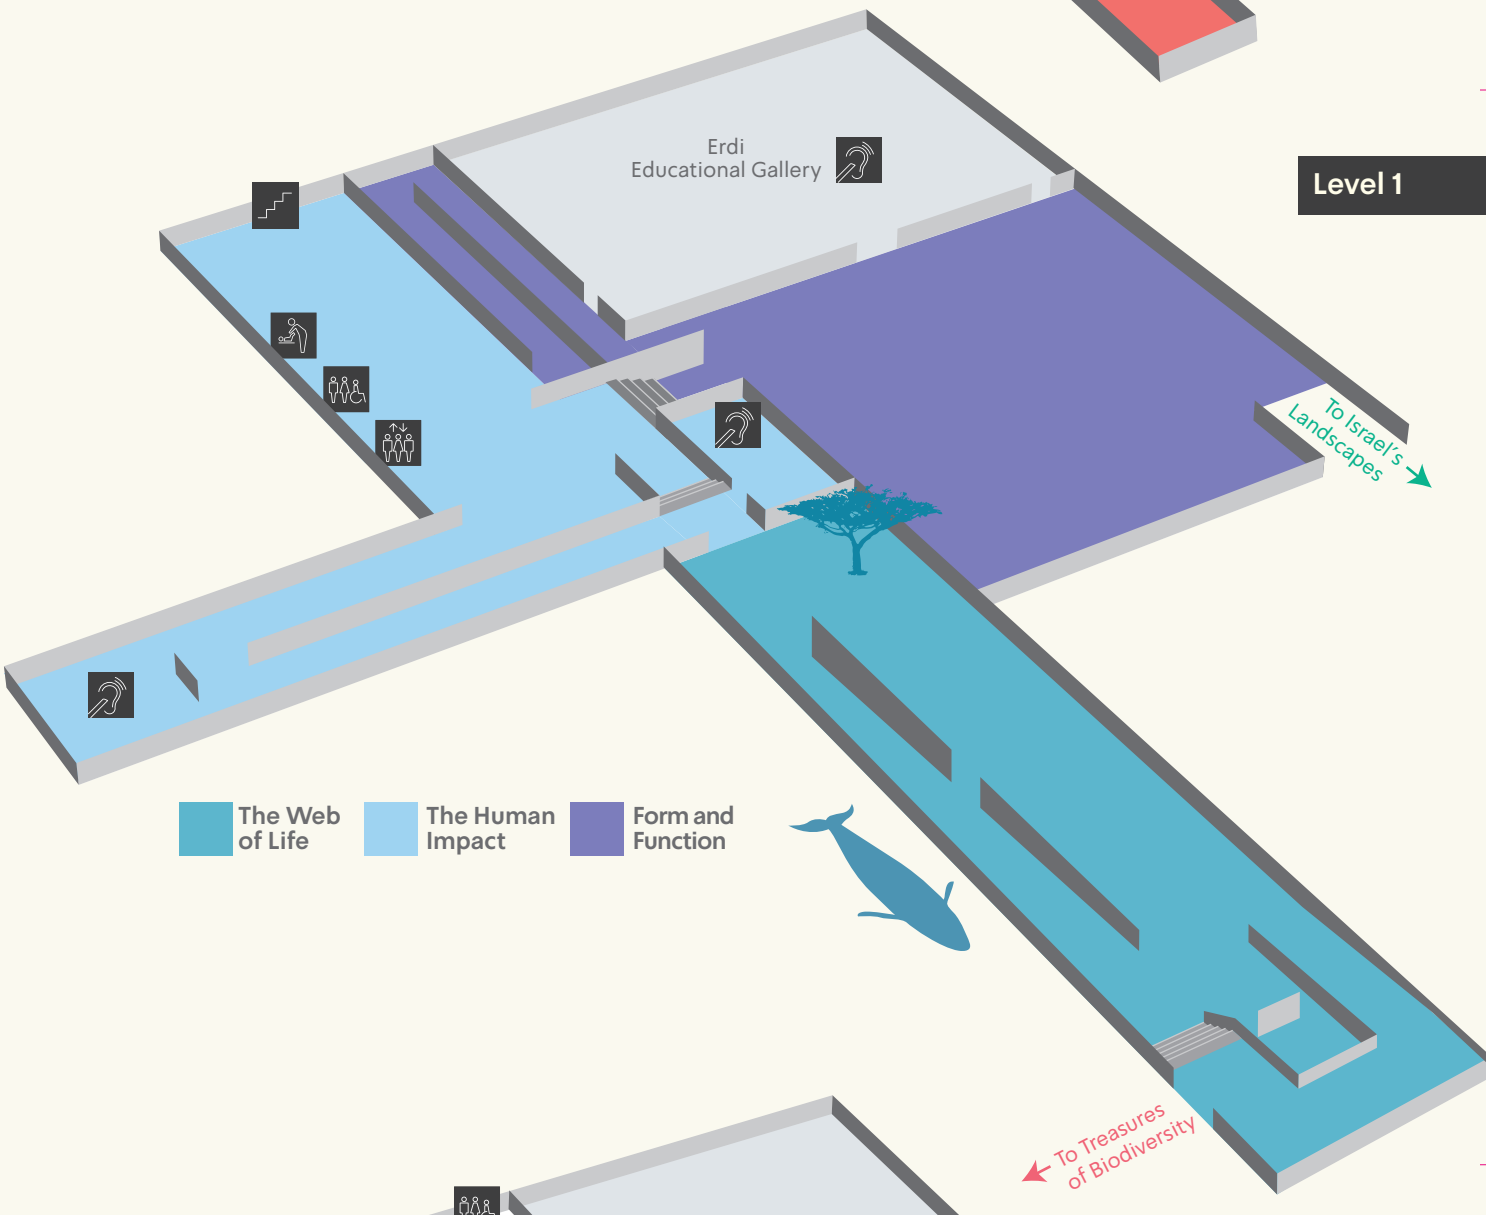 Erdi
Educational Gallery
Level 1
To Israel's
Landscapes
The Web
of Life
The Human
Impact
Form and
Function
To Treasures
of Biodiversity